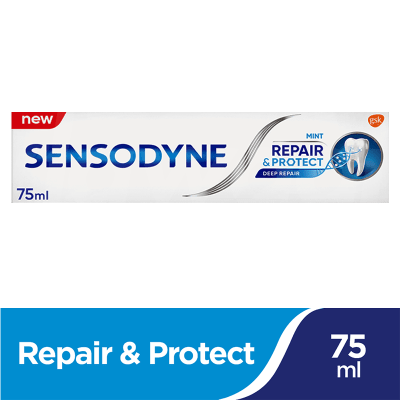 new
SENSODYNE
75ml
MINT
REPAIR
& PROTECT
DEEP REPAIR
gsk
Repair & Protect
75
ml